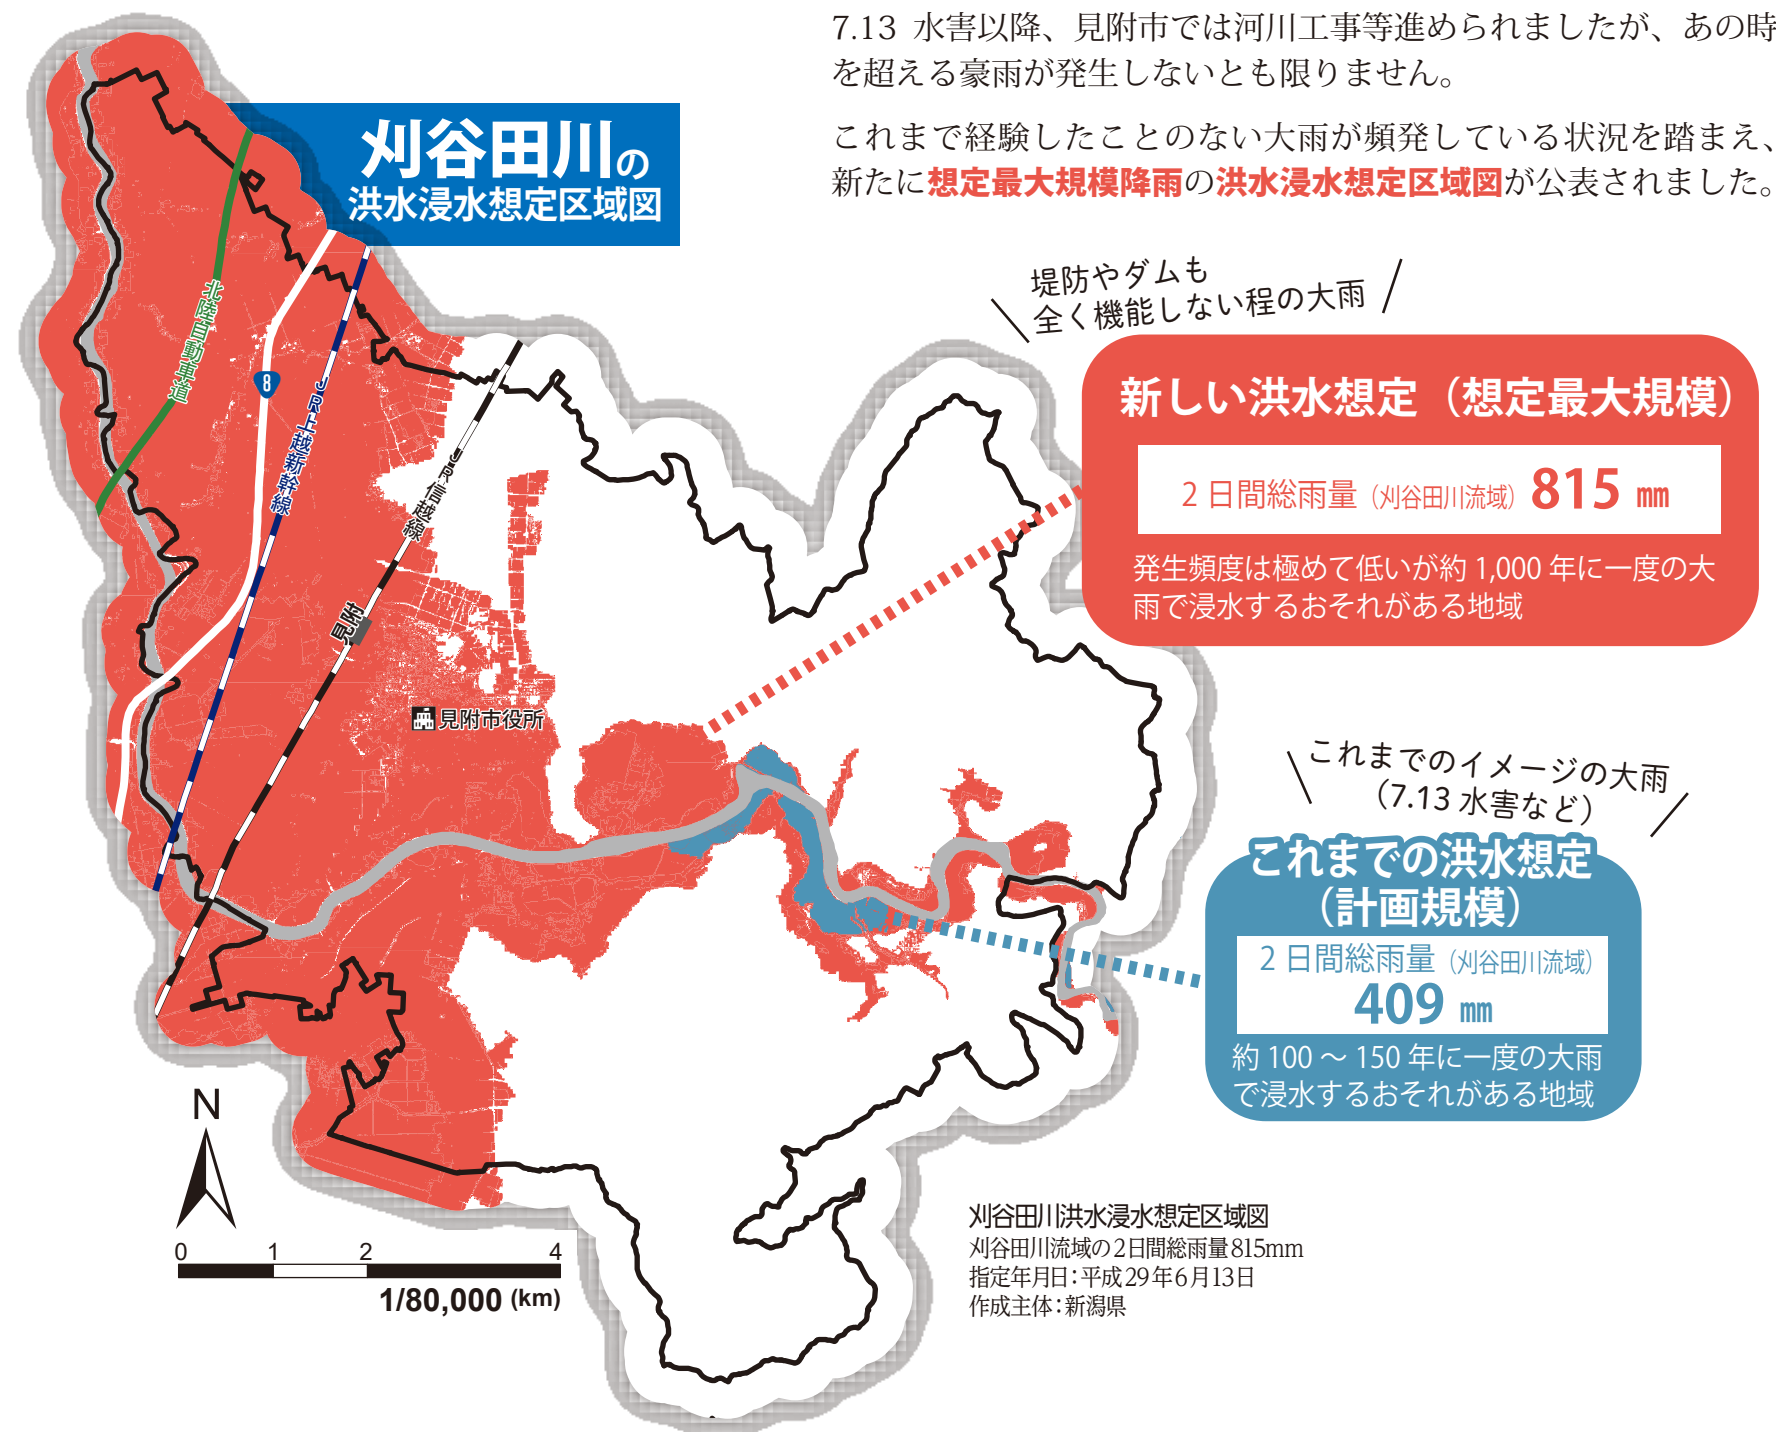 7.13 水害以降、見附市では河川工事等進められましたが、あの時
を超える豪雨が発生しないとも限りません。
これまで経験したことのない大雨が頻発している状況を踏まえ、
新たに想定最大規模降雨の洪水浸水想定区域図が公表されました。
刈谷田川の
洪水浸水想定区域図
堤防やダムも
全く機能しない程の大雨
新しい洪水想定（想定最大規模）
2 日間総雨量（刈谷田川流域）815 ㎜
発生頻度は極めて低いが約 1,000 年に一度の大
雨で浸水するおそれがある地域
北陸自動車道
8
JR上越新幹線
JR信越線
見附
見附市役所
これまでのイメージの大雨
（7.13 水害など）
これまでの洪水想定
（計画規模）
2 日間総雨量（刈谷田川流域）
409 ㎜
約 100 〜 150 年に一度の大雨
で浸水するおそれがある地域
N
0 1 2 4
1/80,000 (km)
刈谷田川洪水浸水想定区域図
刈谷田川流域の2日間総雨量815mm
指定年月日：平成29年6月13日
作成主体：新潟県